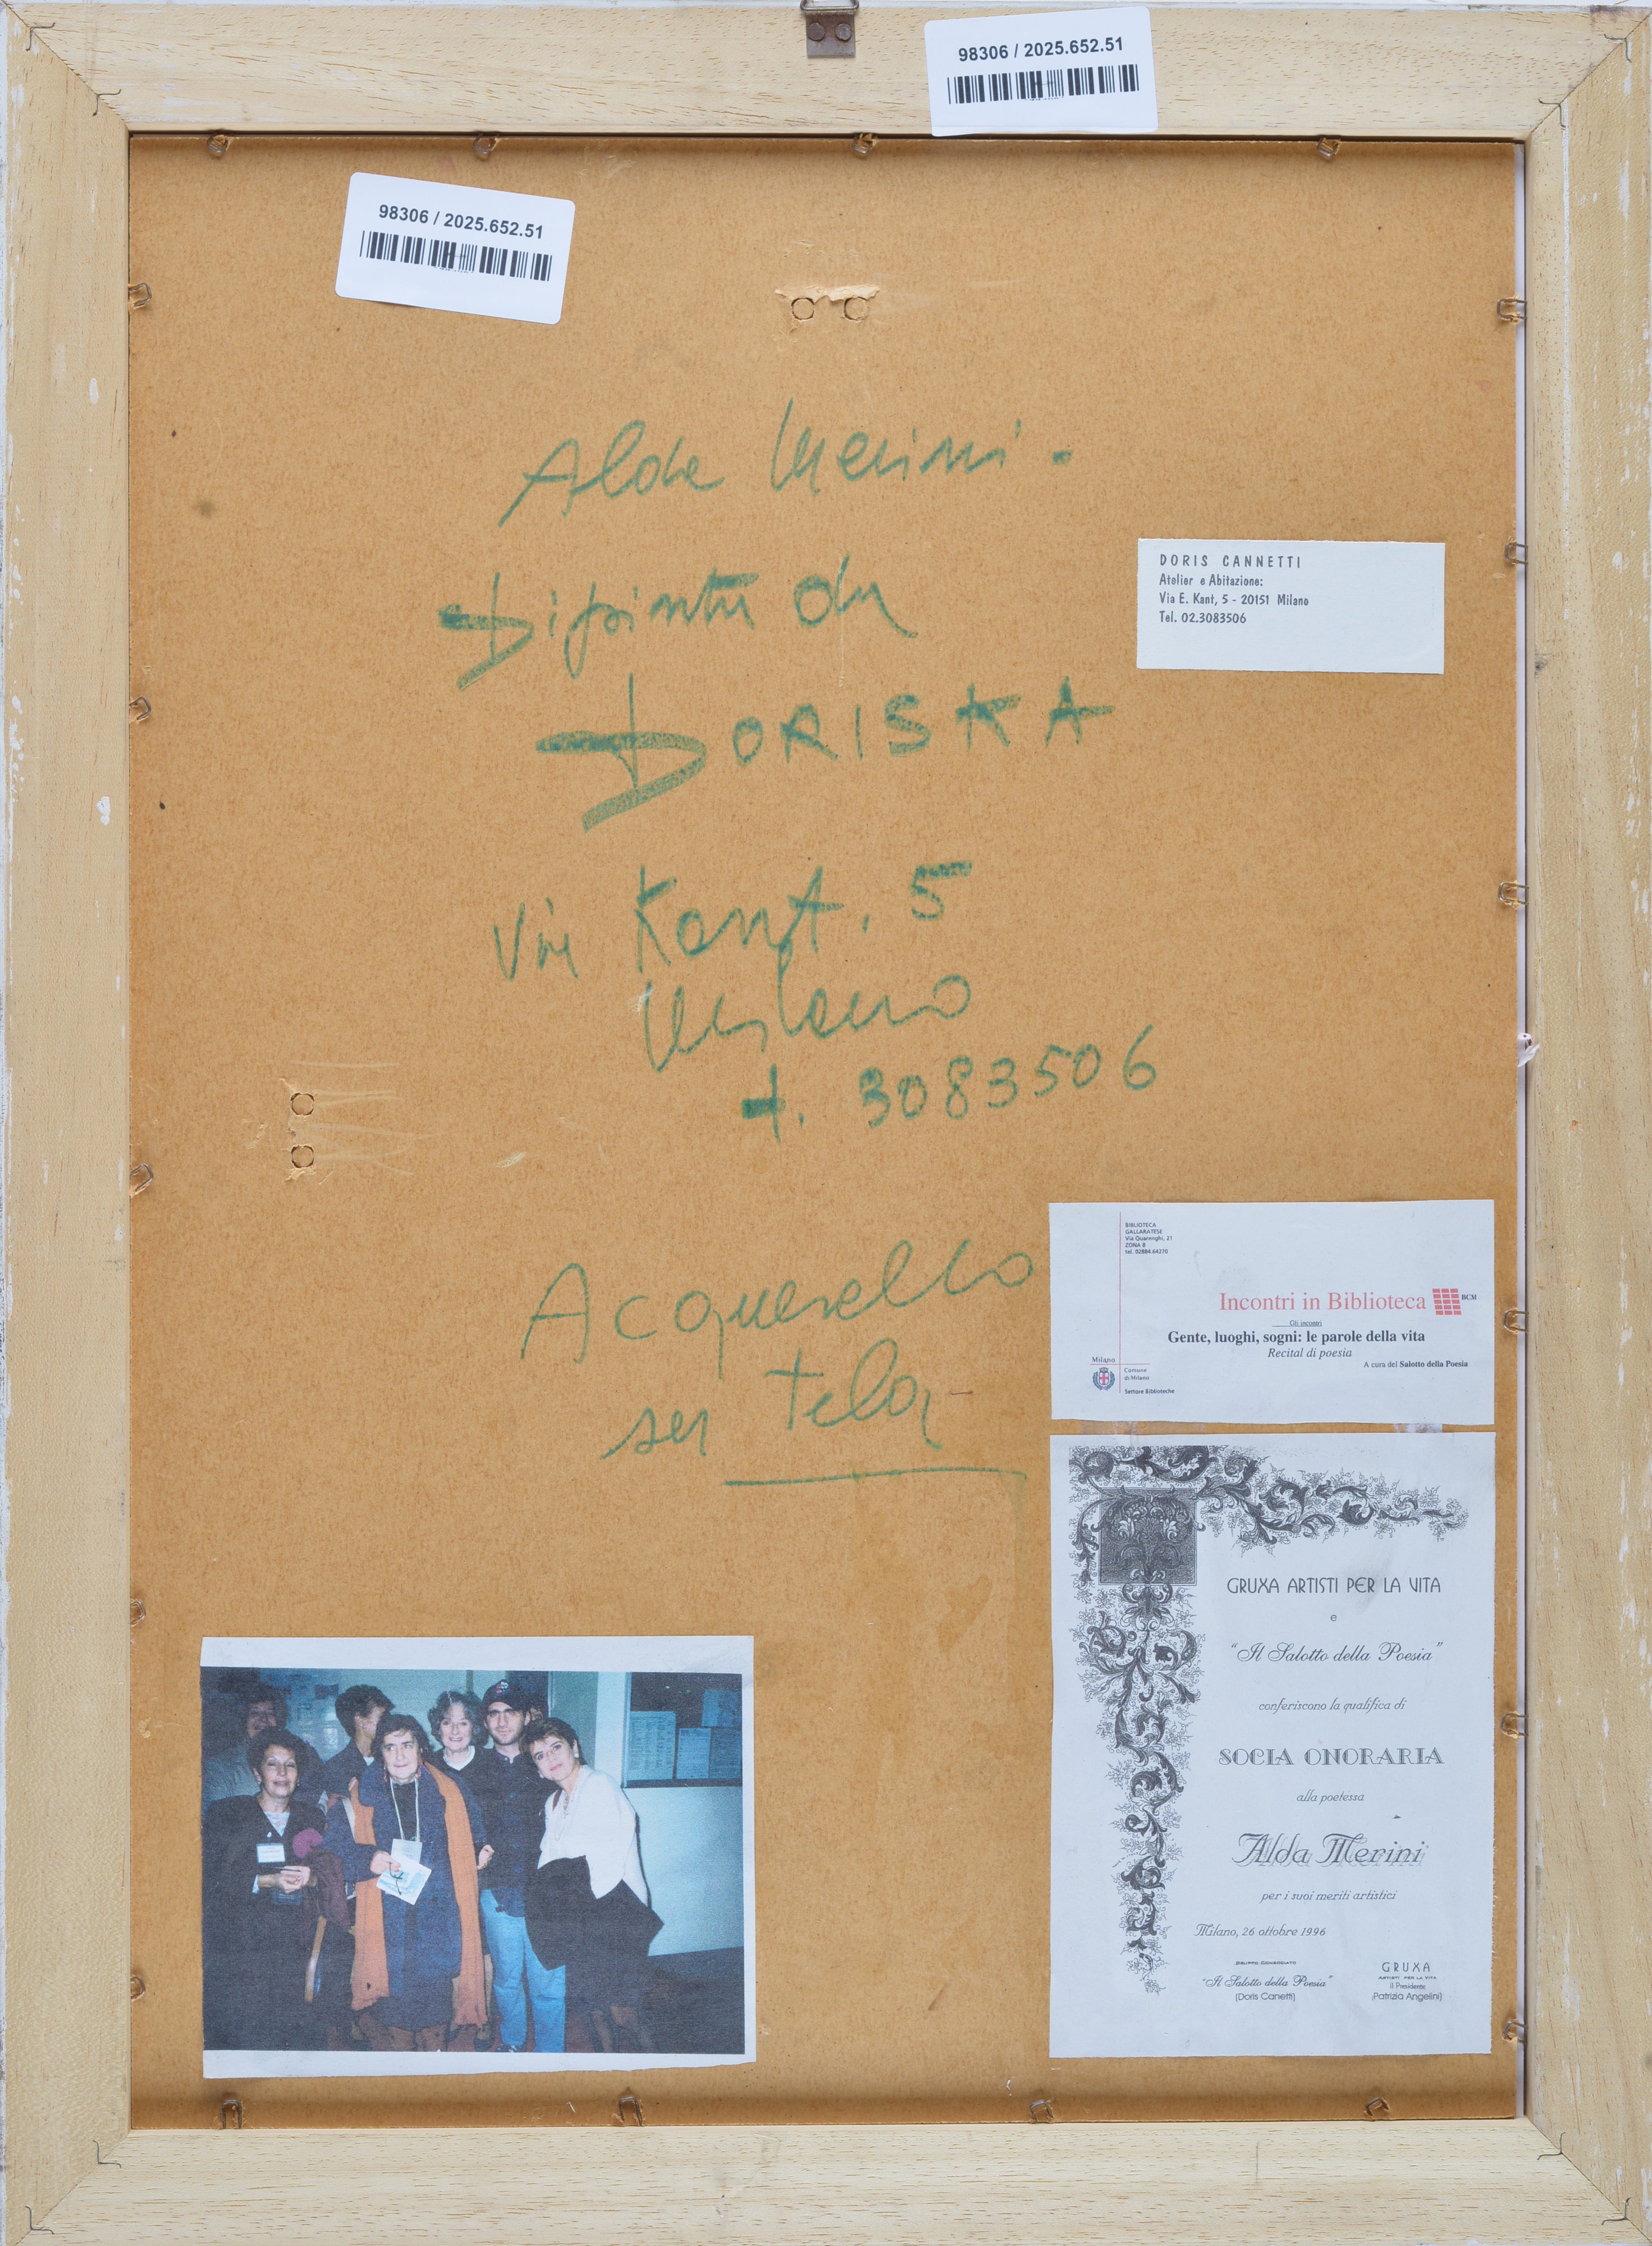 98306 / 2025.652.51
98306 / 2025.652.51
Alda Merini.
Dipinta da
DORISKA
Via Kant, 5
Milano
t. 3083506
Acquerello
su tela
DORIS CANNETTI
Atelier e Abitazione:
Via E. Kant, 5 - 20151 Milano
Tel. 02.3083506
BIBLIOTECA
GALLARATESE
Via Quarenghi, 21
ZONA 8
tel. 02884.64270
Incontri in Biblioteca
BCM
Gli incontri
Gente, luoghi, sogni: le parole della vita
Recital di poesia
A cura del Salotto della Poesia
Milano
Comune
di Milano
Settore Biblioteche
GRUXA ARTISTI PER LA VITA
e
"Il Salotto della Poesia"
conferiscono la qualifica di
SOCIA ONORARIA
alla poetessa
Alda Merini
per i suoi meriti artistici
Milano, 26 ottobre 1996
GRUPPO CONSORZIATO
"Il Salotto della Poesia"
(Doris Canetti)
GRUXA
ARTISTI PER LA VITA
Il Presidente
(Patrizia Angelini)